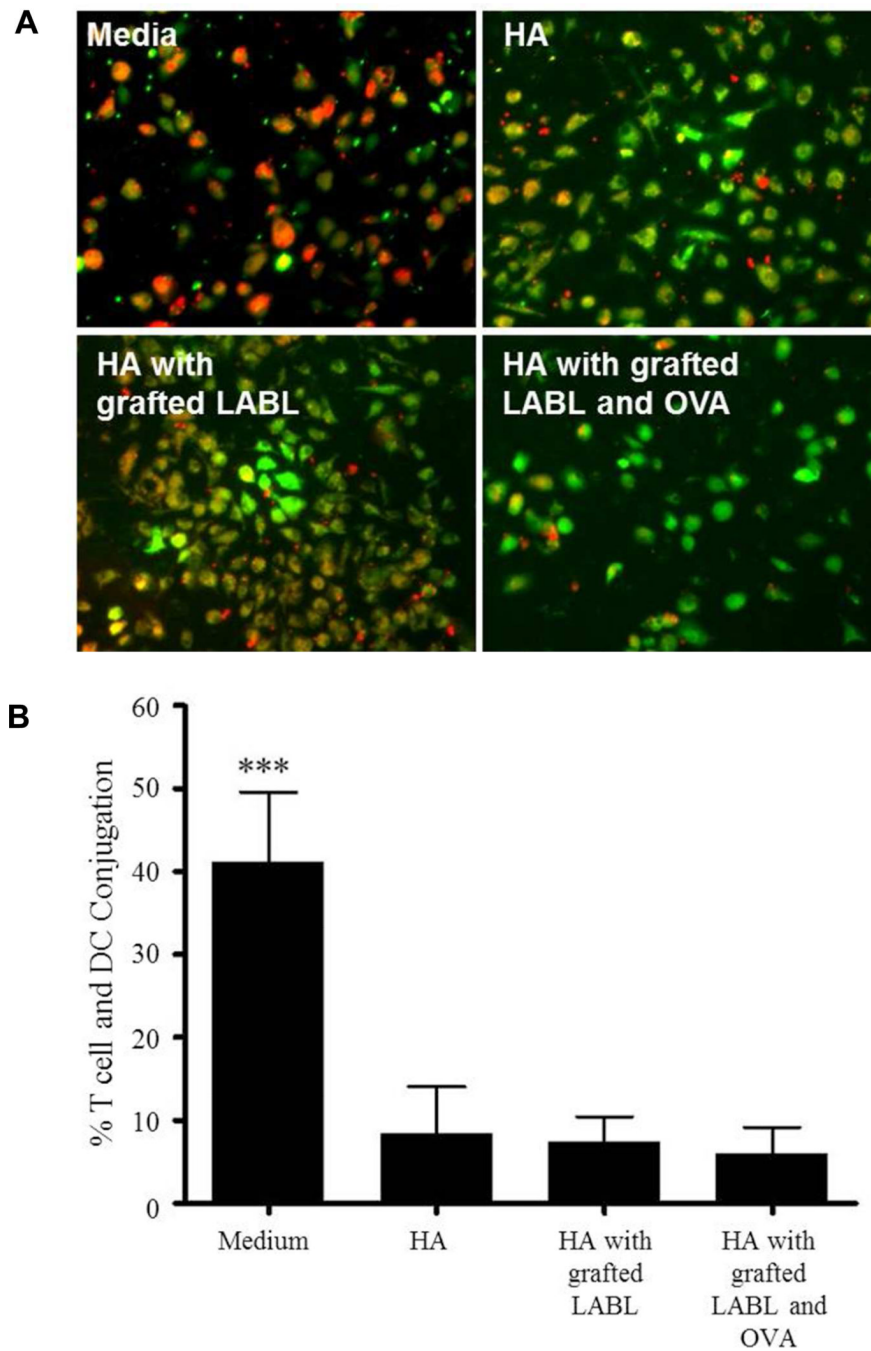 A
Media
HA
HA with
grafted LABL
HA with grafted
LABL and OVA
B
% T cell and DC Conjugation
60
50
40
30
20
10
0
***
Medium
HA
HA with
grafted
LABL
HA with
grafted
LABL and
OVA